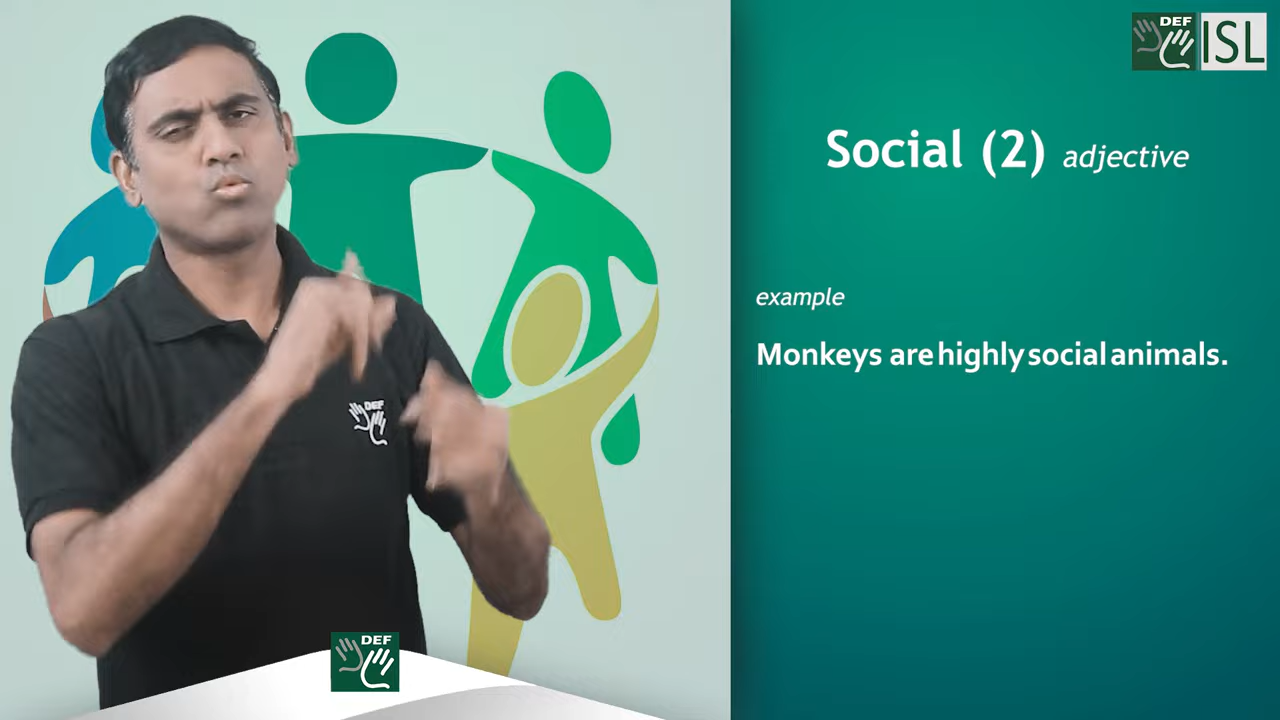 DEF
ISL
Social (2) adjective
example
Monkeys are highly social animals.
DEF
DEF